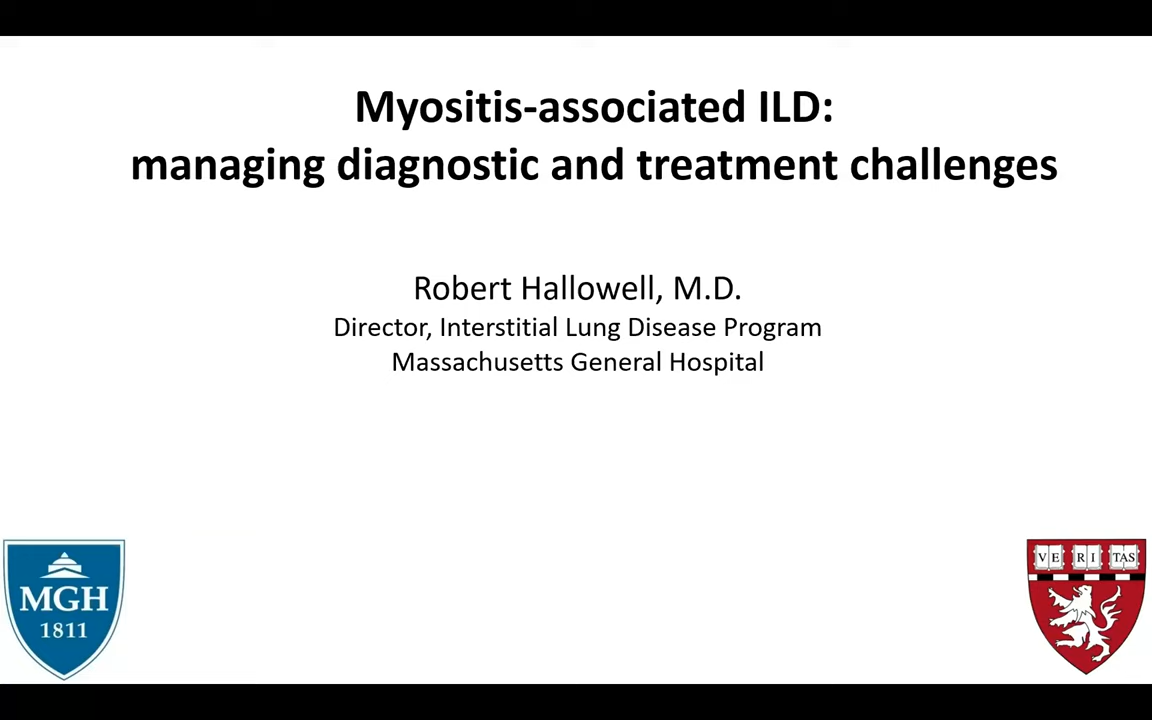 Myositis-associated ILD:
managing diagnostic and treatment challenges
Robert Hallowell, M.D.
Director, Interstitial Lung Disease Program
Massachusetts General Hospital
MGH
1811
VE RI TAS